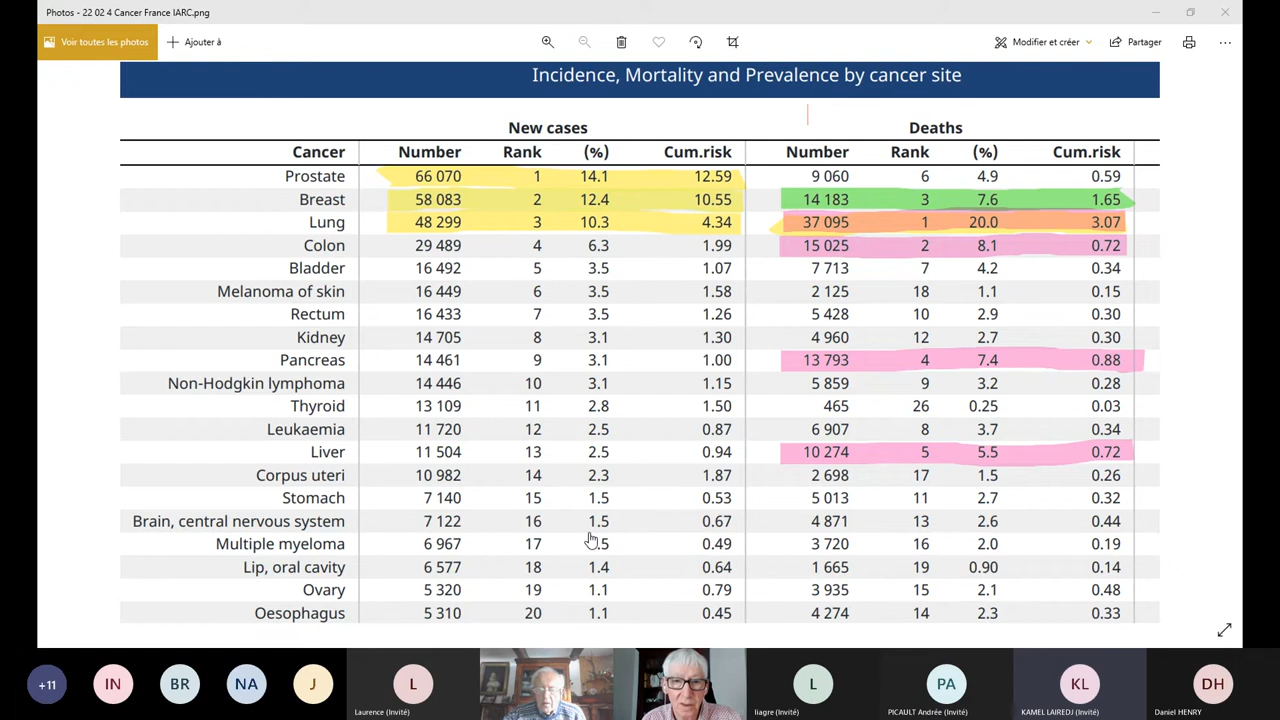 Photos - 22 02 4 Cancer France IARC.png
Voir toutes les photos + Ajouter à Modifier et créer Partager
Incidence, Mortality and Prevalence by cancer site
New cases Deaths
Cancer Number Rank (%) Cum.risk Number Rank (%) Cum.risk
Prostate 66 070 1 14.1 12.59 9 060 6 4.9 0.59
Breast 58 083 2 12.4 10.55 14 183 3 7.6 1.65
Lung 48 299 3 10.3 4.34 37 095 1 20.0 3.07
Colon 29 489 4 6.3 1.99 15 025 2 8.1 0.72
Bladder 16 492 5 3.5 1.07 7 713 7 4.2 0.34
Melanoma of skin 16 449 6 3.5 1.58 2 125 18 1.1 0.15
Rectum 16 433 7 3.5 1.26 5 428 10 2.9 0.30
Kidney 14 705 8 3.1 1.30 4 960 12 2.7 0.30
Pancreas 14 461 9 3.1 1.00 13 793 4 7.4 0.88
Non-Hodgkin lymphoma 14 446 10 3.1 1.15 5 859 9 3.2 0.28
Thyroid 13 109 11 2.8 1.50 465 26 0.25 0.03
Leukaemia 11 720 12 2.5 0.87 6 907 8 3.7 0.34
Liver 11 504 13 2.5 0.94 10 274 5 5.5 0.72
Corpus uteri 10 982 14 2.3 1.87 2 698 17 1.5 0.26
Stomach 7 140 15 1.5 0.53 5 013 11 2.7 0.32
Brain, central nervous system 7 122 16 1.5 0.67 4 871 13 2.6 0.44
Multiple myeloma 6 967 17 .5 0.49 3 720 16 2.0 0.19
Lip, oral cavity 6 577 18 1.4 0.64 1 665 19 0.90 0.14
Ovary 5 320 19 1.1 0.79 3 935 15 2.1 0.48
Oesophagus 5 310 20 1.1 0.45 4 274 14 2.3 0.33
+11 IN BR NA J L L PA KL DH
Laurence (Invité) liagre (Invité) PICAULT Andrée (Invité) KAMEL LAIREDJ (Invité) Daniel HENRY